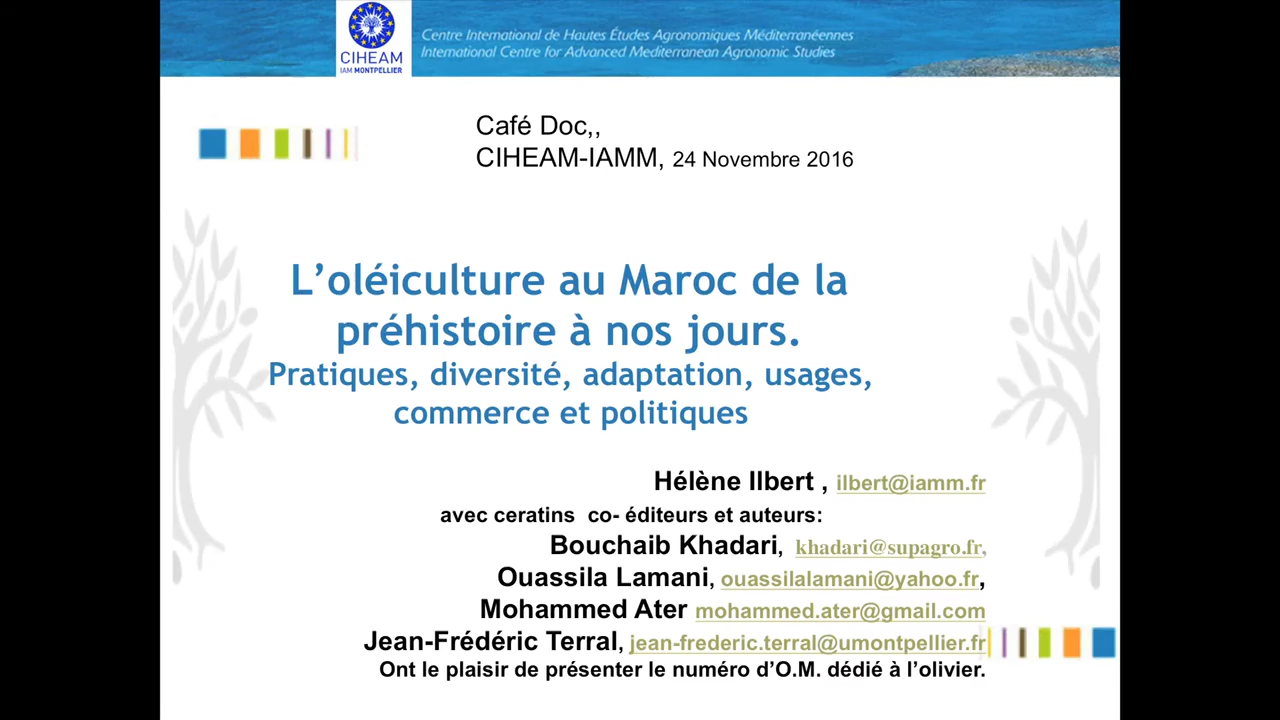 CIHEAM
IAM MONTPELLIER
Centre International de Hautes Études Agronomiques Méditerranéennes
International Centre for Advanced Mediterranean Agronomic Studies
Café Doc,,
CIHEAM-IAMM, 24 Novembre 2016
L’oléiculture au Maroc de la
préhistoire à nos jours.
Pratiques, diversité, adaptation, usages,
commerce et politiques
Hélène Ilbert , ilbert@iamm.fr
avec ceratins co- éditeurs et auteurs:
Bouchaib Khadari, khadari@supagro.fr,
Ouassila Lamani, ouassilalamani@yahoo.fr,
Mohammed Ater mohammed.ater@gmail.com
Jean-Frédéric Terral, jean-frederic.terral@umontpellier.fr
Ont le plaisir de présenter le numéro d’O.M. dédié à l’olivier.